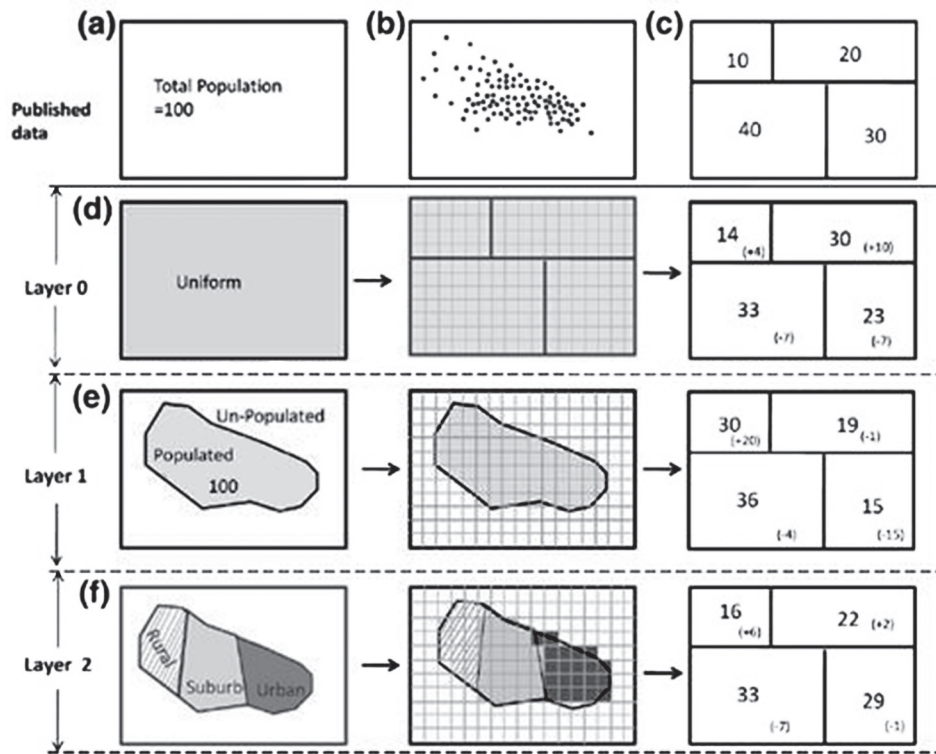 (a)
(b)
(c)
Published
data
Total Population
=100
10
20
40
30
(d)
Layer 0
Uniform
14
(+4)
30
(+10)
33
(-7)
23
(-7)
(e)
Layer 1
Un-Populated
Populated
100
30
(+20)
19
(-1)
36
(-4)
15
(-15)
(f)
Layer 2
Rural
Suburb
Urban
16
(+6)
22
(+2)
33
(-7)
29
(-1)